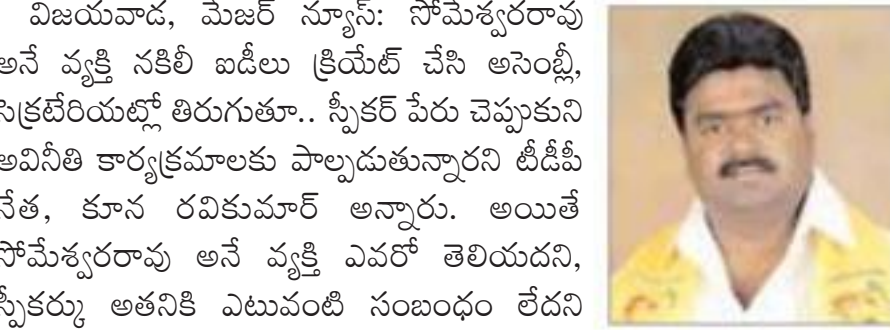 విజయవాడ, మేజర్ న్యూస్: సోమేశ్వరరావు
అనే వ్యక్తి నకిలీ ఐడీలు క్రియేట్ చేసి అసెంబ్లీ,
సెక్రటేరియట్లో తిరుగుతూ.. స్పీకర్ పేరు చెప్పుకుని
అవినీతి కార్యక్రమాలకు పాల్పడుతున్నారని టీడీపీ
నేత, కూన రవికుమార్ అన్నారు. అయితే
సోమేశ్వరరావు అనే వ్యక్తి ఎవరో తెలియదని,
స్పీకర్కు అతనికి ఎటువంటి సంబంధం లేదని